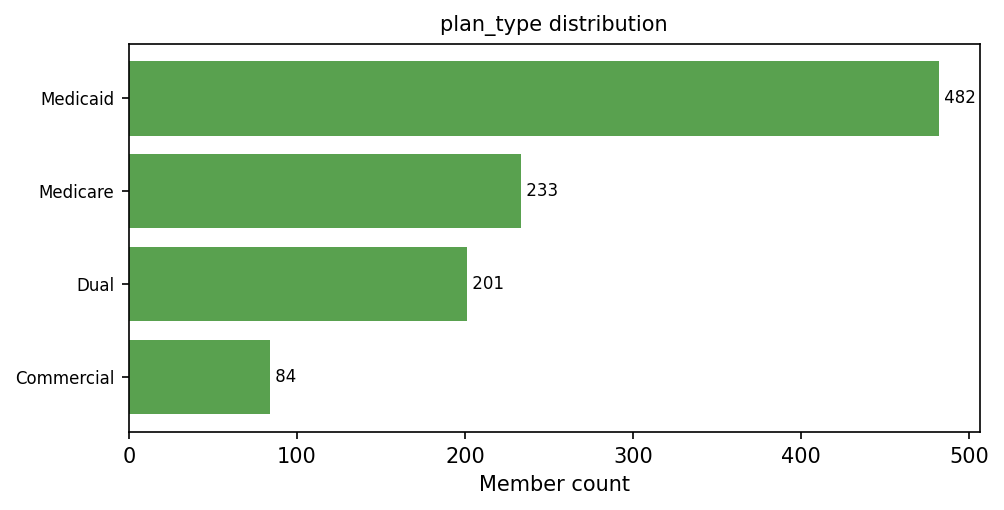 plan_type distribution
Medicaid 482
Medicare 233
Dual 201
Commercial 84
0 100 200 300 400 500
Member count